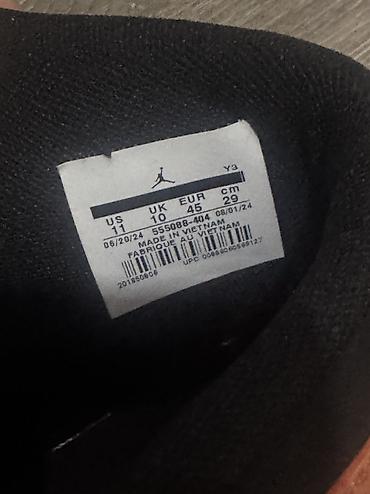 Y3
US UK EUR cm
11 10 45 29
06/20/24 555088-404 08/01/24
MADE IN VIETNAM
FABRIQUE AU VIETNAM